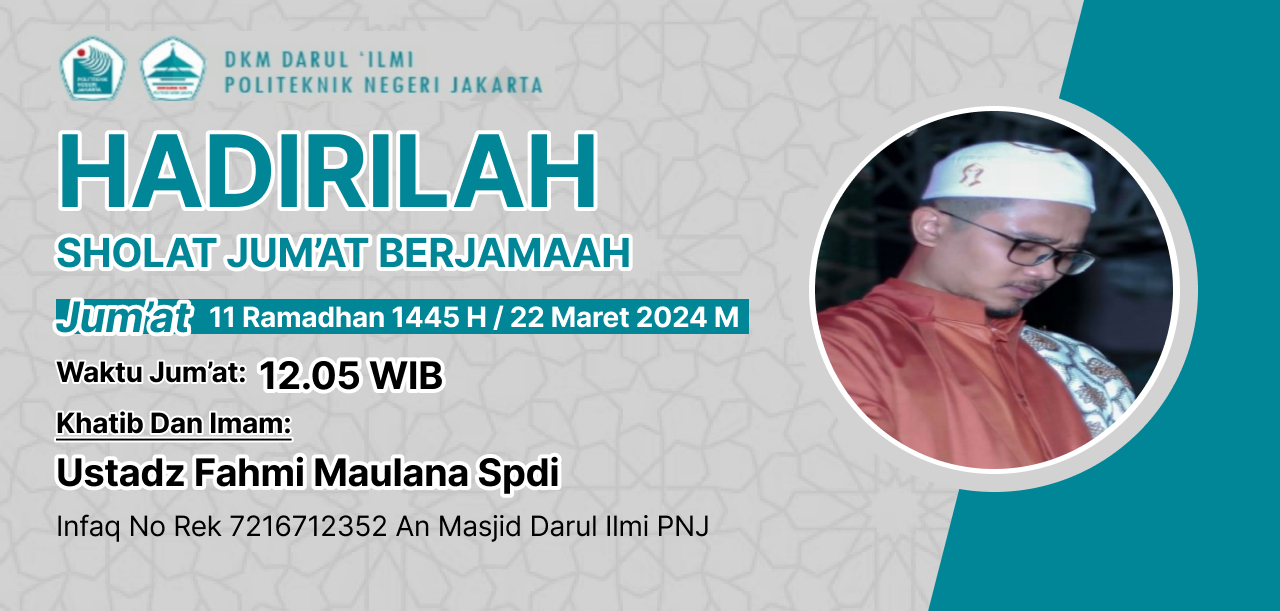 DKM DARUL 'ILMI
POLITEKNIK NEGERI JAKARTA
HADIRILAH
SHOLAT JUM'AT BERJAMAAH
Jum'at 11 Ramadhan 1445 H / 22 Maret 2024 M
Waktu Jum'at: 12.05 WIB
Khatib Dan Imam:
Ustadz Fahmi Maulana Spdi
Infaq No Rek 7216712352 An Masjid Darul Ilmi PNJ